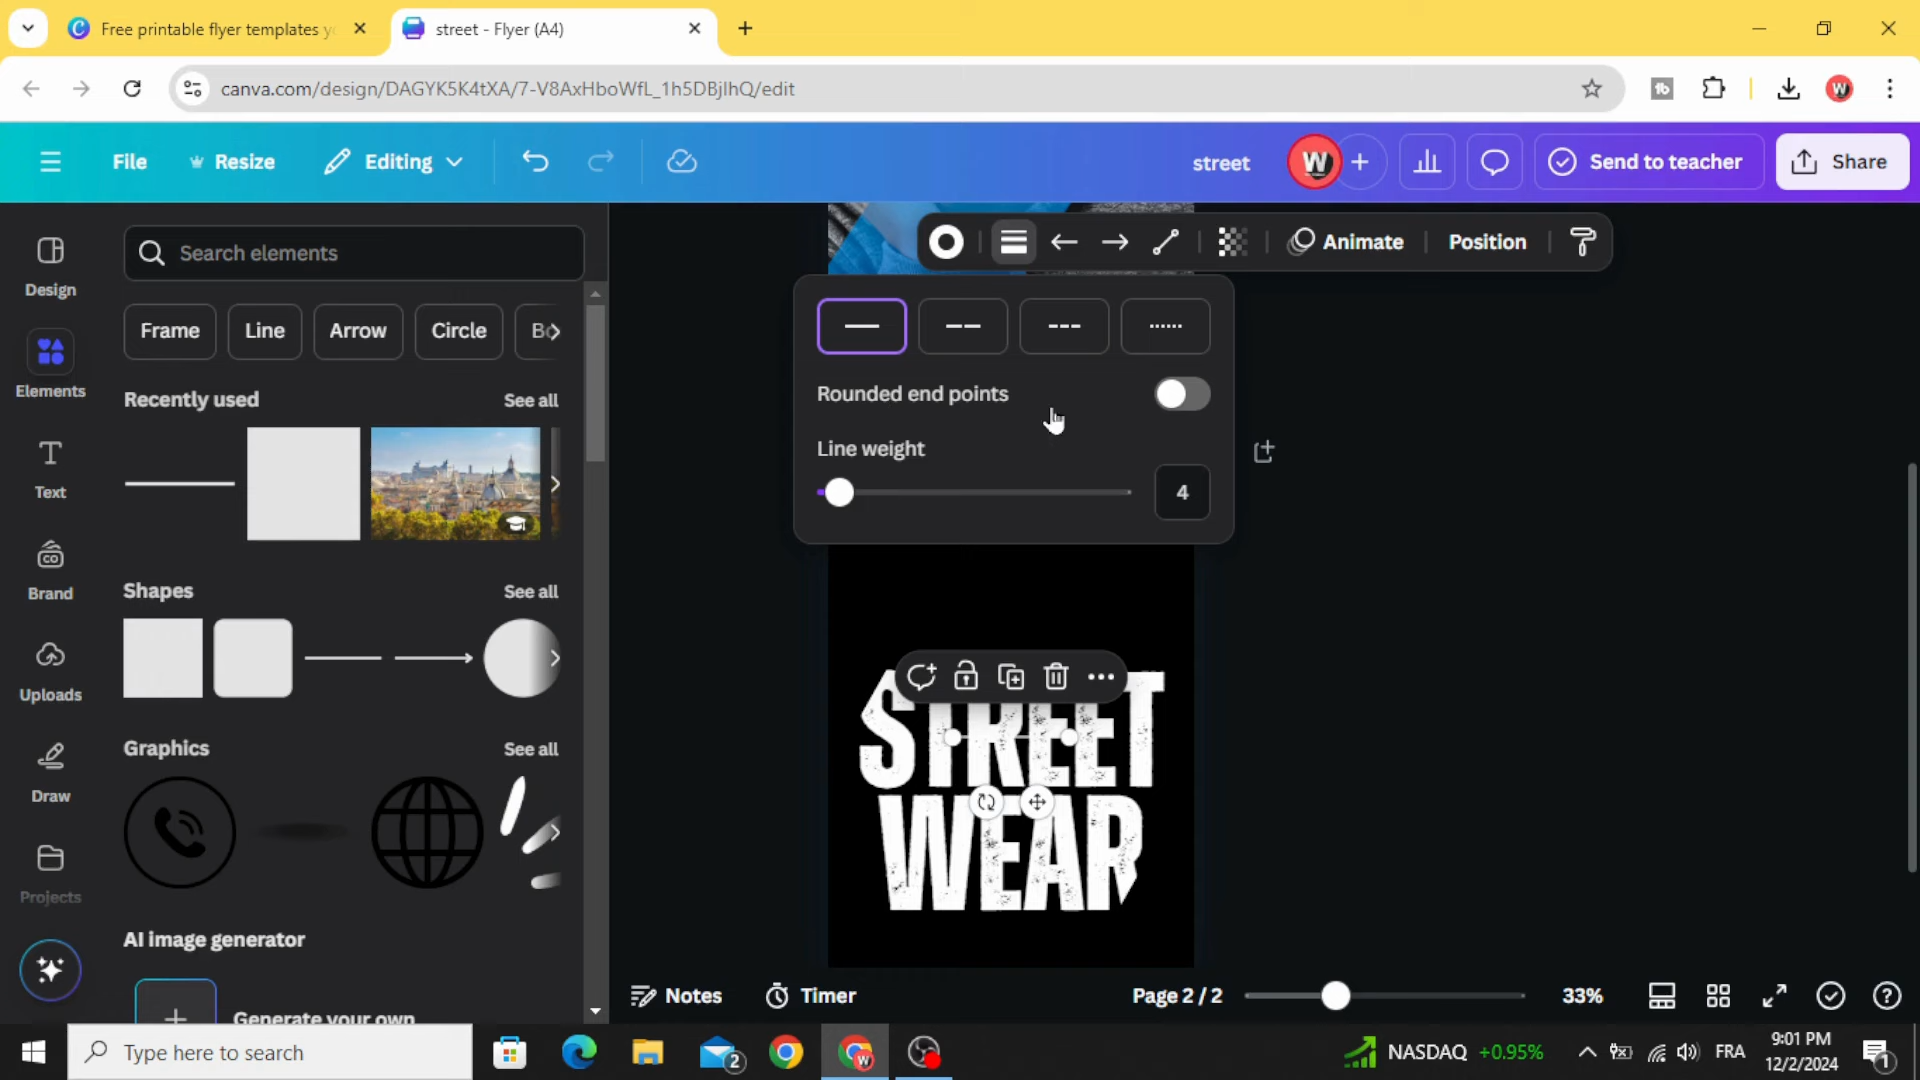 Free printable flyer templates y
street - Flyer (A4)
canva.com/design/DAGYK5K4tXA/7-V8AxHboWfL_1h5DBjlhQ/edit
File
Resize
Editing
street
W
Send to teacher
Share
Design
Elements
Text
Brand
Uploads
Draw
Projects
Search elements
Frame
Line
Arrow
Circle
Recently used
See all
Shapes
See all
Graphics
See all
AI image generator
Generate your own
Animate
Position
Rounded end points
Line weight
4
STREET
WEAR
Notes
Timer
Page 2 / 2
33%
Type here to search
2
NASDAQ +0.95%
FRA
9:01 PM
12/2/2024
1